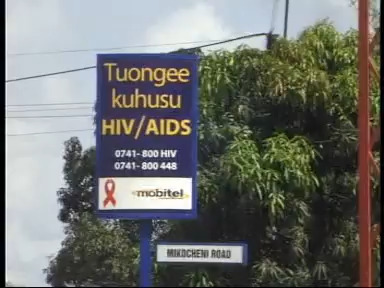 Tuongee
kuhusu
HIV/AIDS
0741-800 HIV
0741-800 448
mobitel
MIKOCHENI ROAD